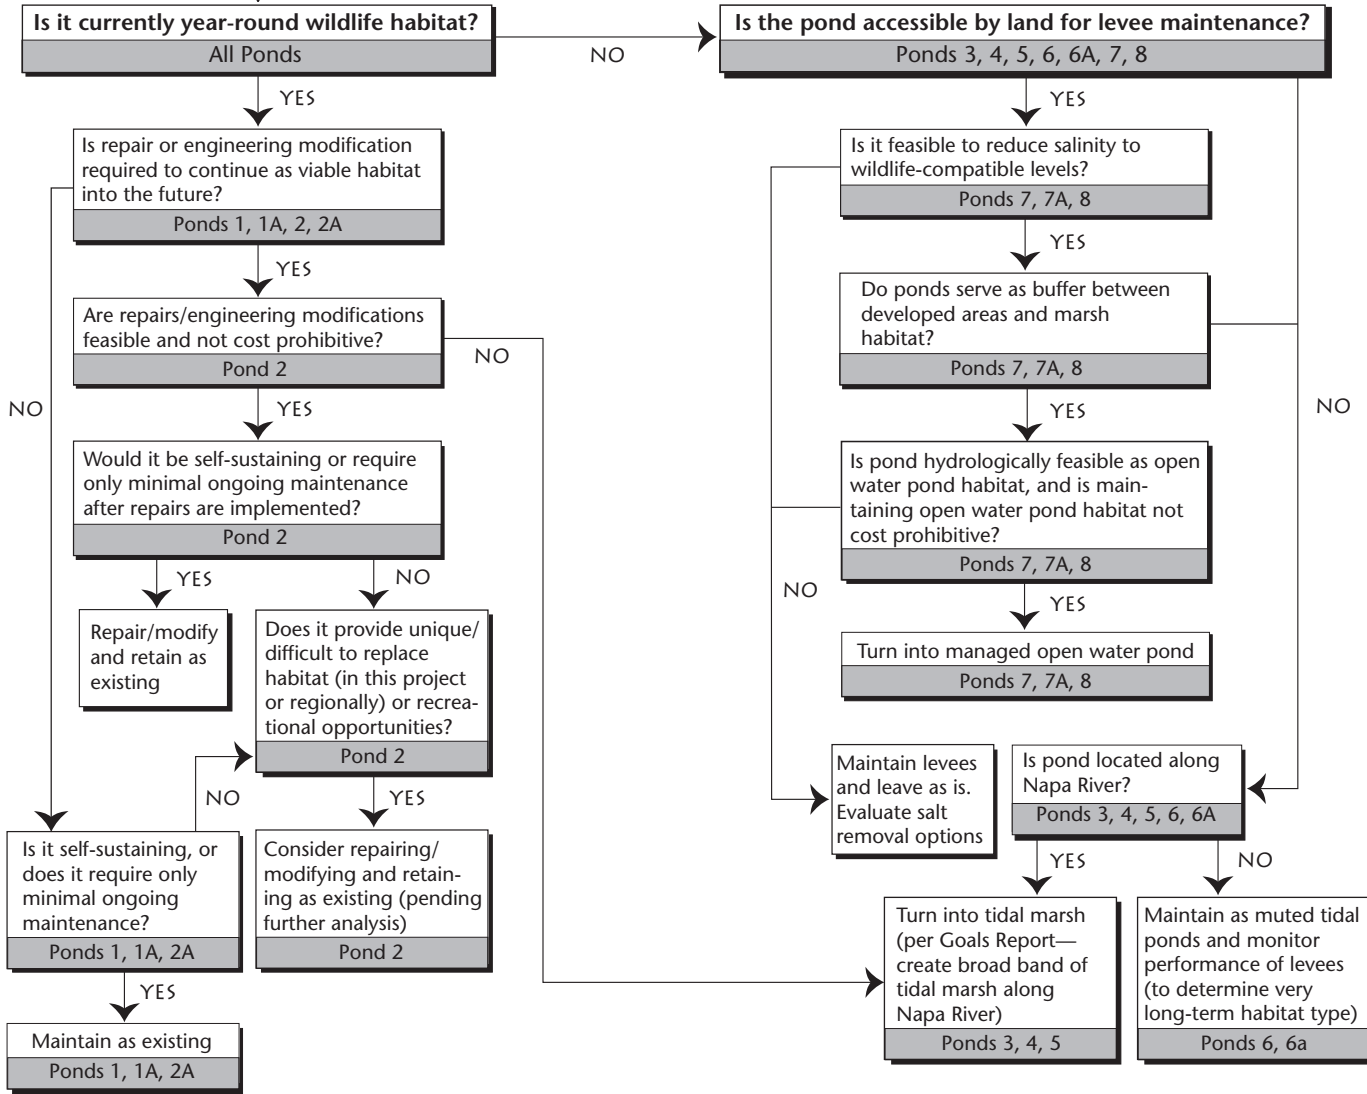 Is it currently year-round wildlife habitat?
All Ponds
NO
YES
Is repair or engineering modification
required to continue as viable habitat
into the future?
Ponds 1, 1A, 2, 2A
YES
Are repairs/engineering modifications
feasible and not cost prohibitive?
Pond 2
NO
NO
YES
Would it be self-sustaining or require
only minimal ongoing maintenance
after repairs are implemented?
Pond 2
YES
NO
Repair/modify
and retain as
existing
Does it provide unique/
difficult to replace
habitat (in this project
or regionally) or recrea-
tional opportunities?
Pond 2
NO
YES
Is it self-sustaining, or
does it require only
minimal ongoing
maintenance?
Ponds 1, 1A, 2A
Consider repairing/
modifying and retain-
ing as existing (pending
further analysis)
Pond 2
YES
Maintain as existing
Ponds 1, 1A, 2A
Is the pond accessible by land for levee maintenance?
Ponds 3, 4, 5, 6, 6A, 7, 8
YES
Is it feasible to reduce salinity to
wildlife-compatible levels?
Ponds 7, 7A, 8
YES
Do ponds serve as buffer between
developed areas and marsh
habitat?
Ponds 7, 7A, 8
YES
NO
Is pond hydrologically feasible as open
water pond habitat, and is main-
taining open water pond habitat not
cost prohibitive?
Ponds 7, 7A, 8
NO
YES
Turn into managed open water pond
Ponds 7, 7A, 8
Maintain levees
and leave as is.
Evaluate salt
removal options
Is pond located along
Napa River?
Ponds 3, 4, 5, 6, 6A
YES
NO
Turn into tidal marsh
(per Goals Report—
create broad band of
tidal marsh along
Napa River)
Ponds 3, 4, 5
Maintain as muted tidal
ponds and monitor
performance of levees
(to determine very
long-term habitat type)
Ponds 6, 6a